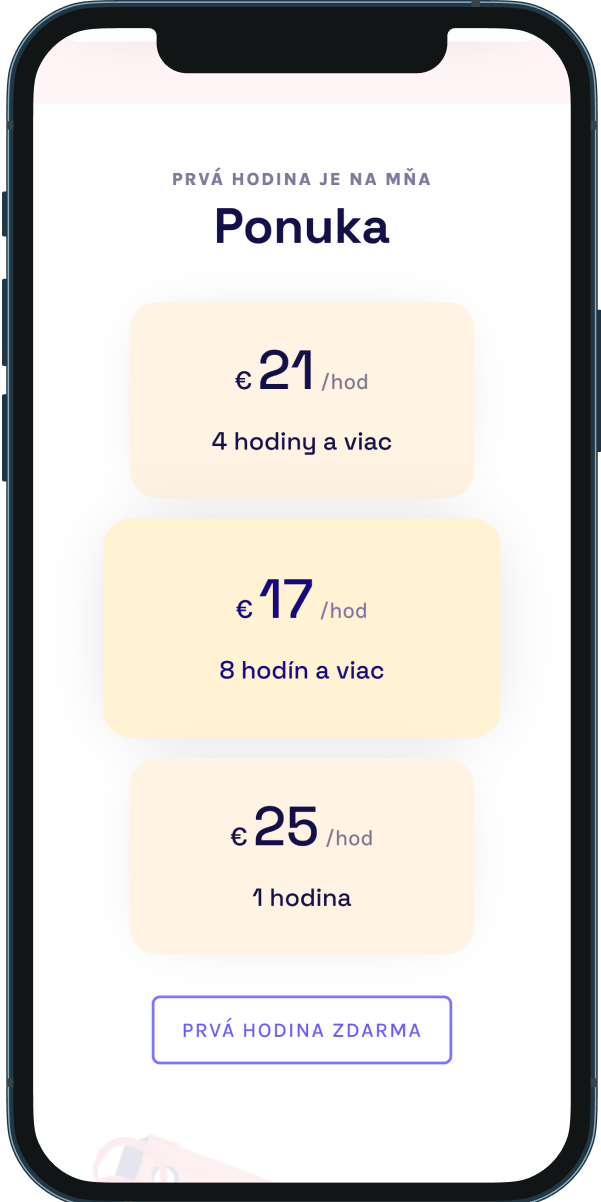 PRVÁ HODINA JE NA MŇA
Ponuka
€ 21 /hod
4 hodiny a viac
€ 17 /hod
8 hodín a viac
€ 25 /hod
1 hodina
PRVÁ HODINA ZDARMA